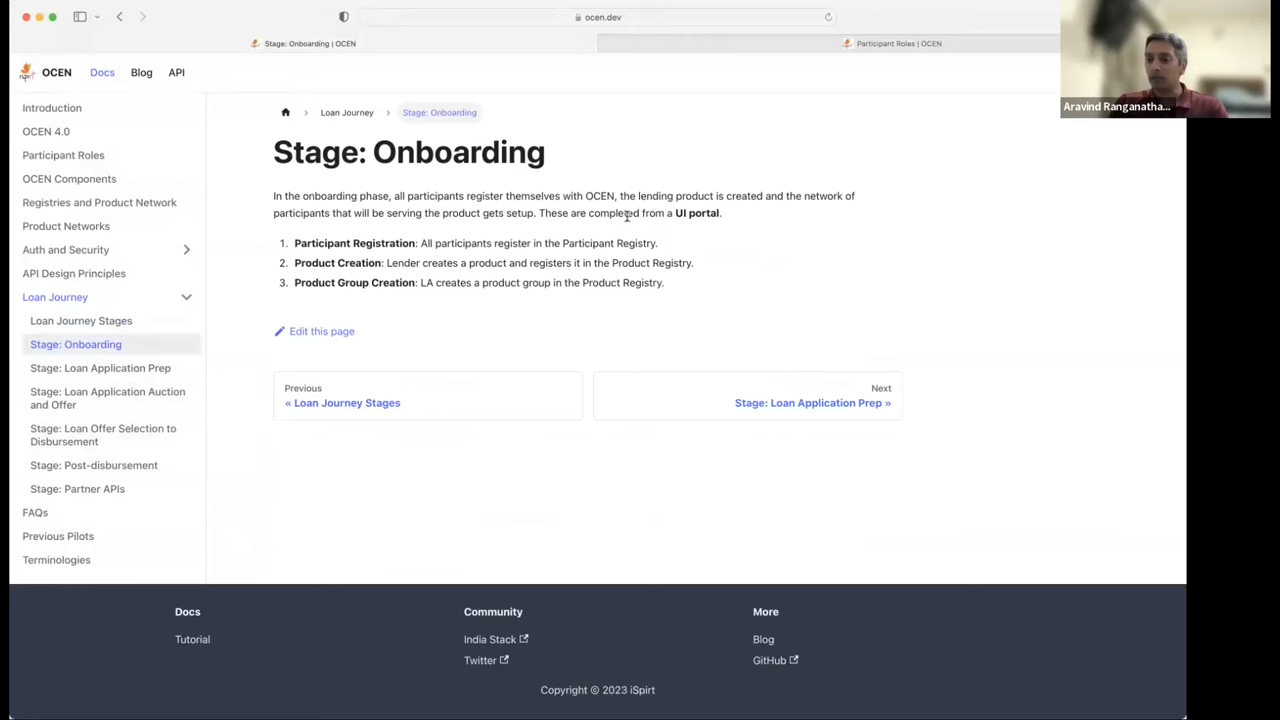 ocen.dev
Stage: Onboarding | OCEN
Participant Roles | OCEN
Aravind Ranganatha...
OCEN Docs Blog API
Introduction
OCEN 4.0
Participant Roles
OCEN Components
Registries and Product Network
Product Networks
Auth and Security
API Design Principles
Loan Journey
Loan Journey Stages
Stage: Onboarding
Stage: Loan Application Prep
Stage: Loan Application Auction
and Offer
Stage: Loan Offer Selection to
Disbursement
Stage: Post-disbursement
Stage: Partner APIs
FAQs
Previous Pilots
Terminologies
Loan Journey Stage: Onboarding
Stage: Onboarding
In the onboarding phase, all participants register themselves with OCEN, the lending product is created and the network of
participants that will be serving the product gets setup. These are completed from a UI portal.
1. Participant Registration: All participants register in the Participant Registry.
2. Product Creation: Lender creates a product and registers it in the Product Registry.
3. Product Group Creation: LA creates a product group in the Product Registry.
Edit this page
Previous
« Loan Journey Stages
Next
Stage: Loan Application Prep »
Docs
Tutorial
Community
India Stack
Twitter
More
Blog
GitHub
Copyright © 2023 iSpirt